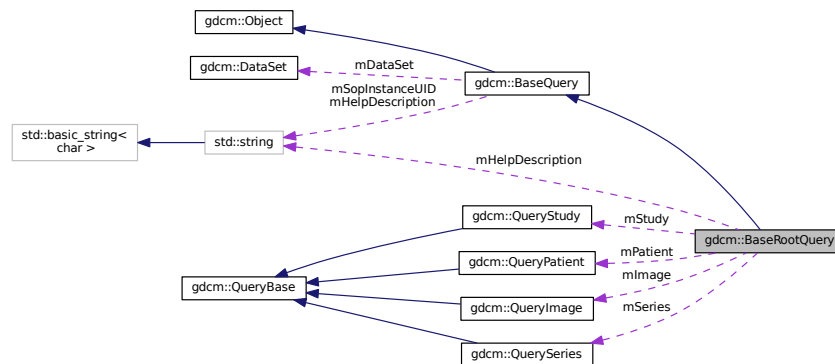 gdcm::Object
gdcm::DataSet
mDataSet
gdcm::BaseQuery
mSopInstanceUID
mHelpDescription
std::basic_string<
char >
std::string
mHelpDescription
gdcm::QueryStudy
mStudy
gdcm::BaseRootQuery
gdcm::QueryPatient
mPatient
mImage
gdcm::QueryBase
gdcm::QueryImage
mSeries
gdcm::QuerySeries